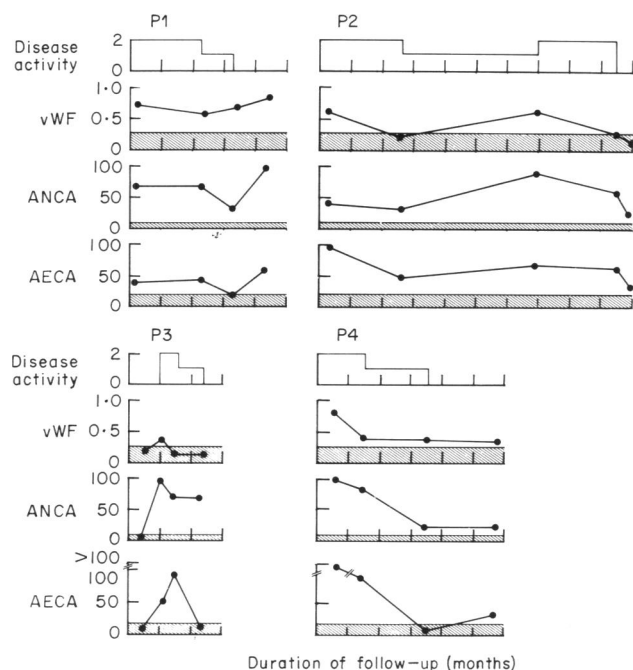 P1 P2
Disease activity 2 0
vWF 1·0 0·5 0
ANCA 100 50 0
AECA 100 50 0
P3 P4
Disease activity 2 0
vWF 1·0 0·5 0
ANCA 100 50 0
AECA >100 100 50 0
Duration of follow-up (months)